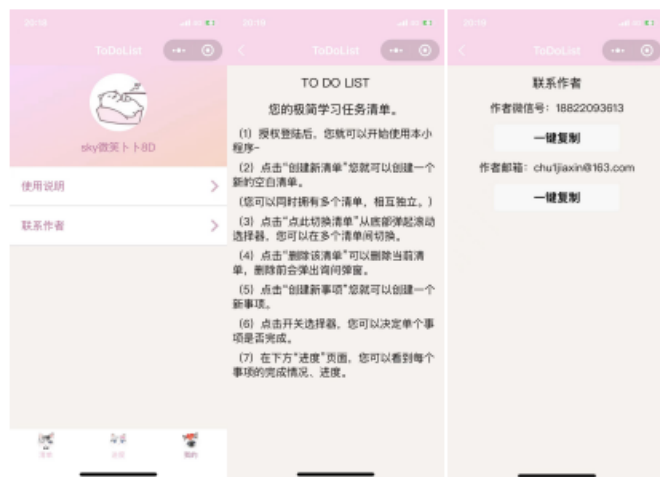 20:19
ToDoList
sky微笑卜卜8D
使用说明
联系作者
我的
20:19
ToDoList
TO DO LIST
您的极简学习任务清单。
(1) 授权登陆后，您就可以开始使用本小
程序~
(2) 点击“创建新清单”您就可以创建一个
新的空白清单。
(您可以同时拥有多个清单，相互独立。)
(3) 点击“点此切换清单”从底部弹起滚动
选择器，您可以在多个清单间切换。
(4) 点击“删除该清单”可以删除当前清
单，删除前会弹出询问弹窗。
(5) 点击“创建新事项”您就可以创建一个
新事项。
(6) 点击开关选择器，您可以决定单个事
项是否完成。
(7) 在下方“进度”页面，您可以看到每个
事项的完成情况、进度。
20:19
ToDoList
联系作者
作者微信号：18822093613
一键复制
作者邮箱：chu1jiaxin@163.com
一键复制